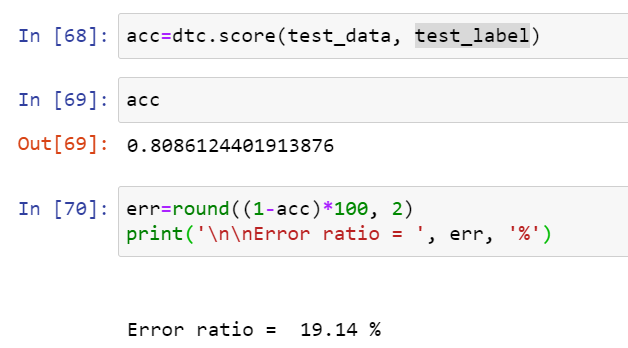 In [68]: acc=dtc.score(test_data, test_label)
In [69]: acc
Out[69]: 0.8086124401913876
In [70]: err=round((1-acc)*100, 2)
print('\n\nError ratio = ', err, '%')
Error ratio =  19.14 %